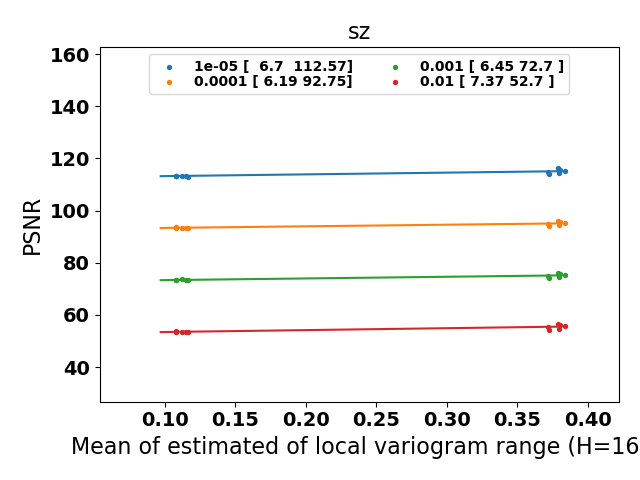 sz
160
140
120
100
80
60
40
PSNR
1e-05 [  6.7  112.57]
0.0001 [ 6.19 92.75]
0.001 [ 6.45 72.7 ]
0.01 [ 7.37 52.7 ]
0.10 0.15 0.20 0.25 0.30 0.35 0.40
Mean of estimated of local variogram range (H=16